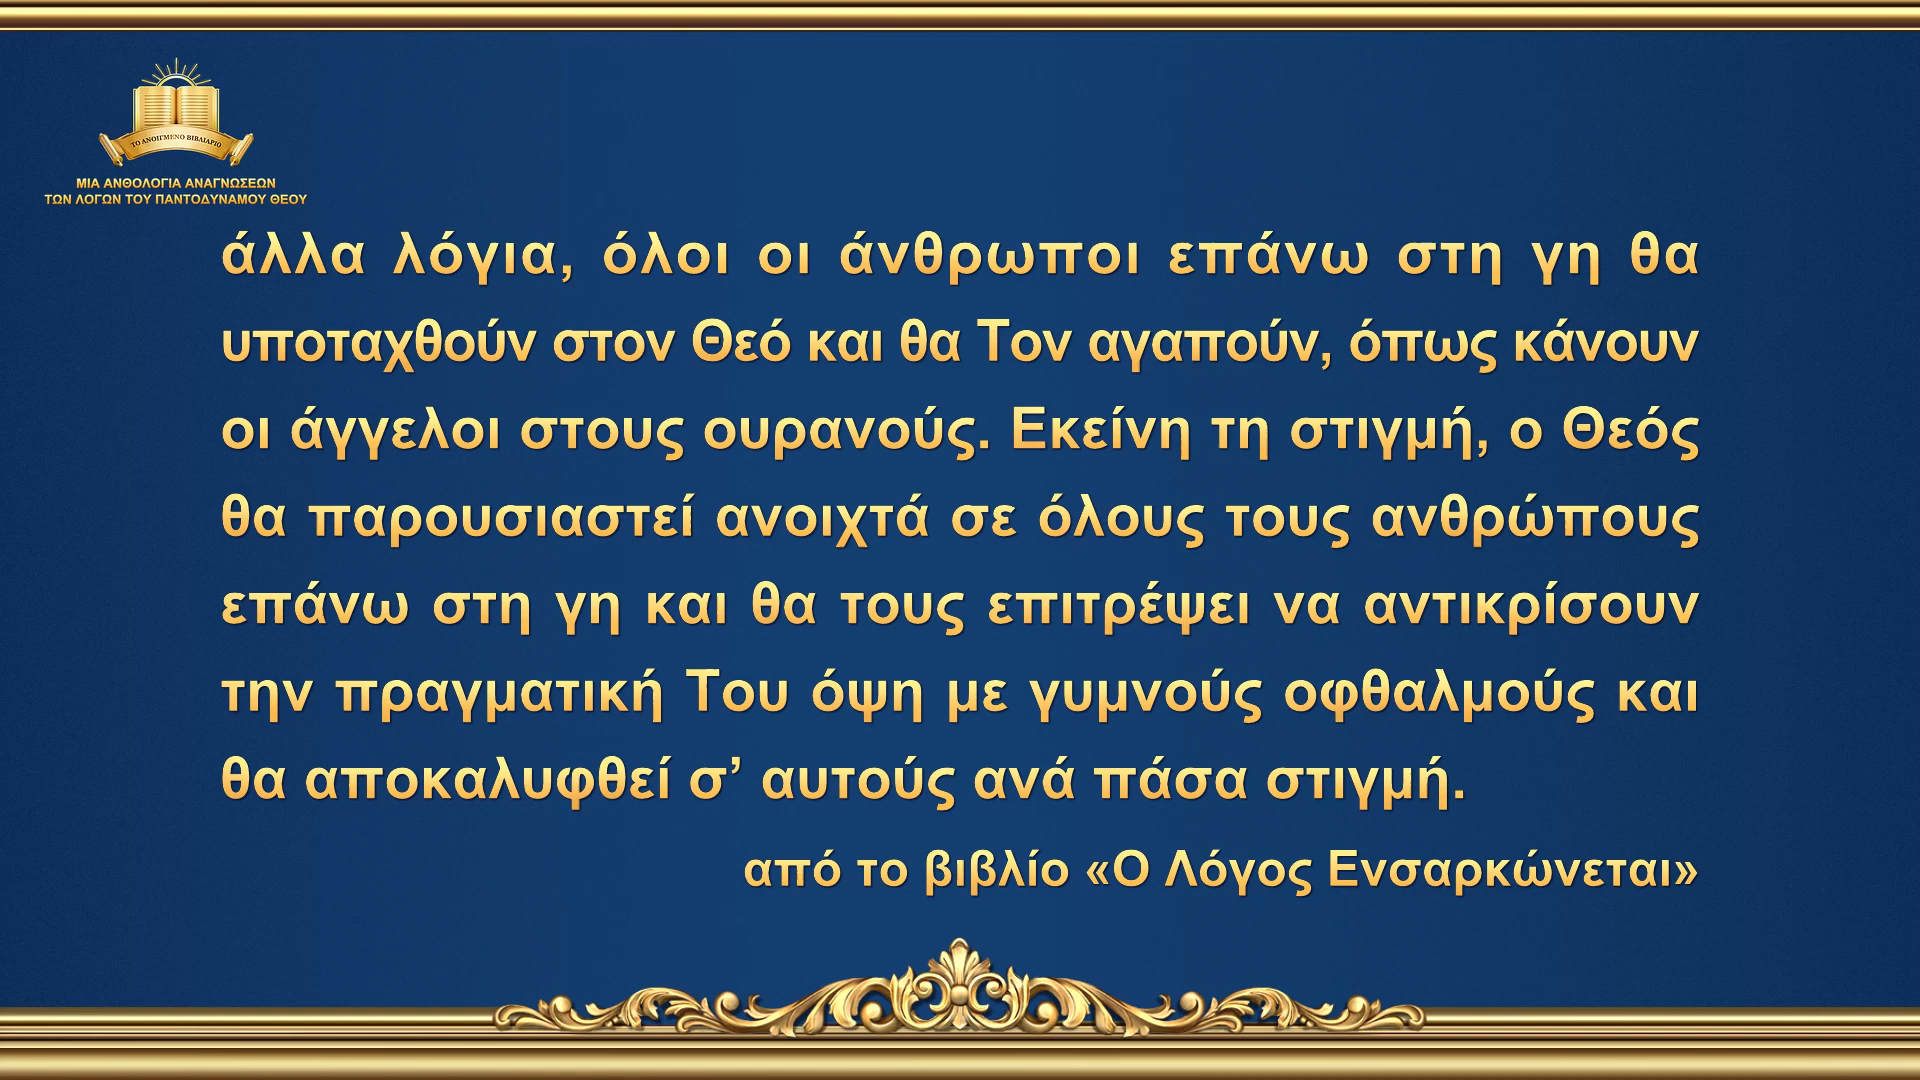 ΤΟ ΑΝΟΙΓΜΕΝΟ ΒΙΒΛΙΑΡΙΟ
ΜΙΑ ΑΝΘΟΛΟΓΙΑ ΑΝΑΓΝΩΣΕΩΝ
ΤΩΝ ΛΟΓΩΝ ΤΟΥ ΠΑΝΤΟΔΥΝΑΜΟΥ ΘΕΟΥ
άλλα λόγια, όλοι οι άνθρωποι επάνω στη γη θα
υποταχθούν στον Θεό και θα Τον αγαπούν, όπως κάνουν
οι άγγελοι στους ουρανούς. Εκείνη τη στιγμή, ο Θεός
θα παρουσιαστεί ανοιχτά σε όλους τους ανθρώπους
επάνω στη γη και θα τους επιτρέψει να αντικρίσουν
την πραγματική Του όψη με γυμνούς οφθαλμούς και
θα αποκαλυφθεί σ’ αυτούς ανά πάσα στιγμή.
από το βιβλίο «Ο Λόγος Ενσαρκώνεται»